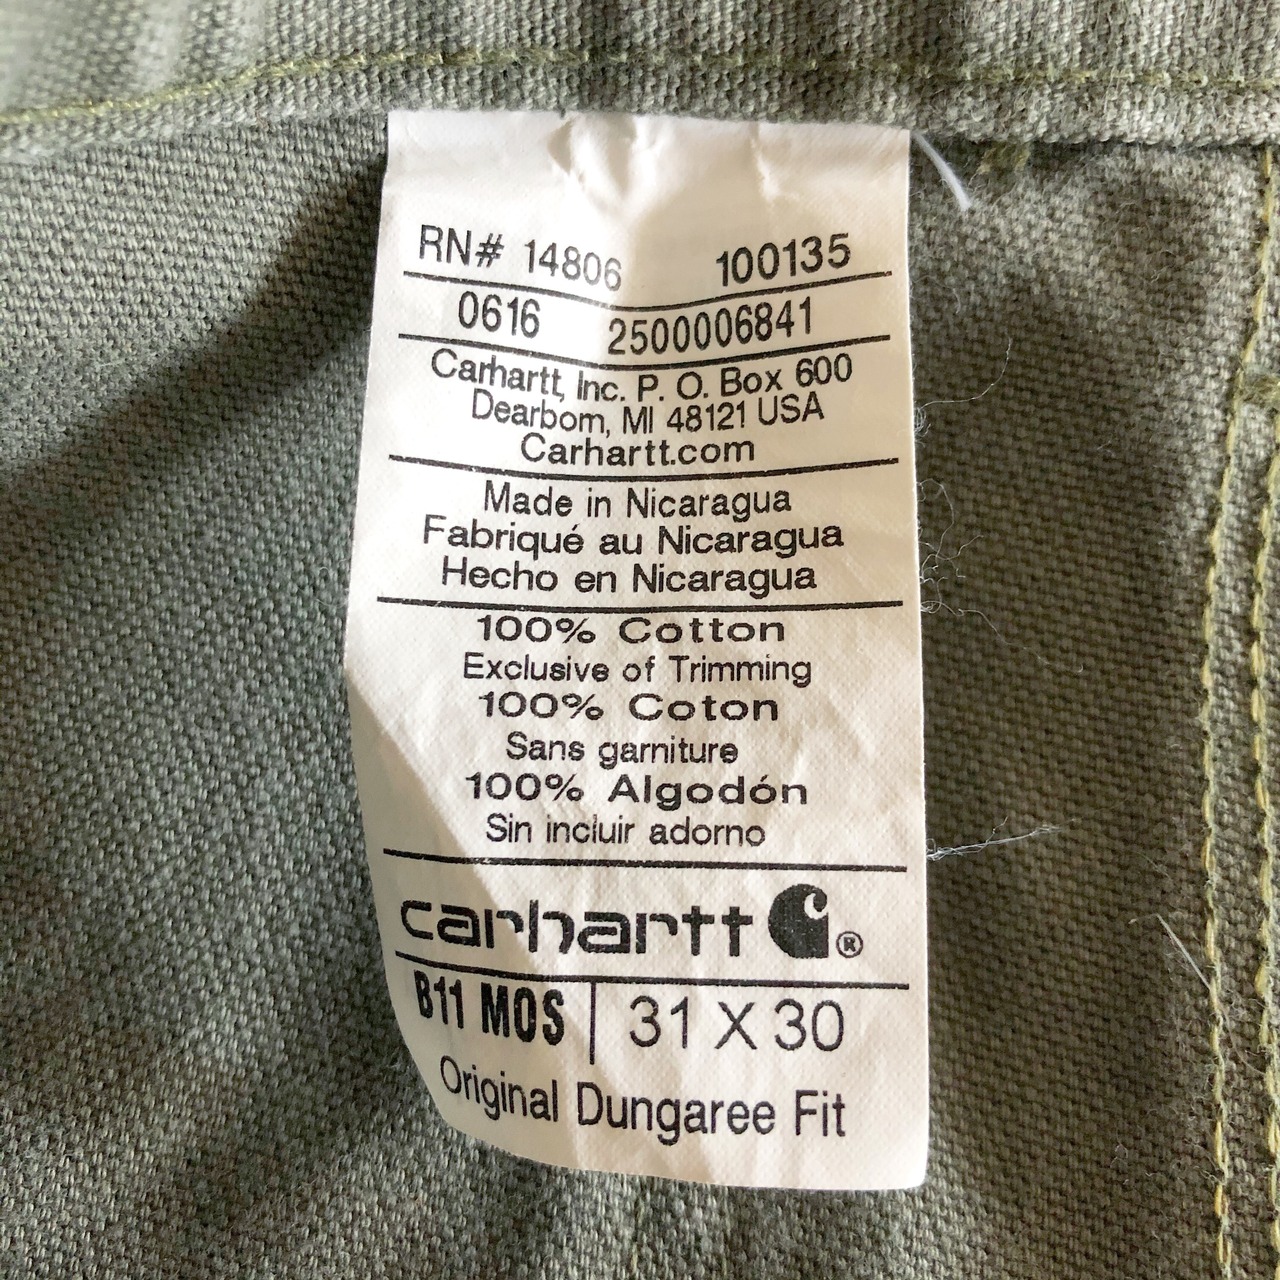 RN# 14806 100135
0616 2500006841
Carhartt, Inc. P. O. Box 600
Dearborn, MI 48121 USA
Carhartt.com
Made in Nicaragua
Fabriqué au Nicaragua
Hecho en Nicaragua
100% Cotton
Exclusive of Trimming
100% Coton
Sans garniture
100% Algodón
Sin incluir adorno
carhartt ®
B11 MOS | 31 X 30
Original Dungaree Fit